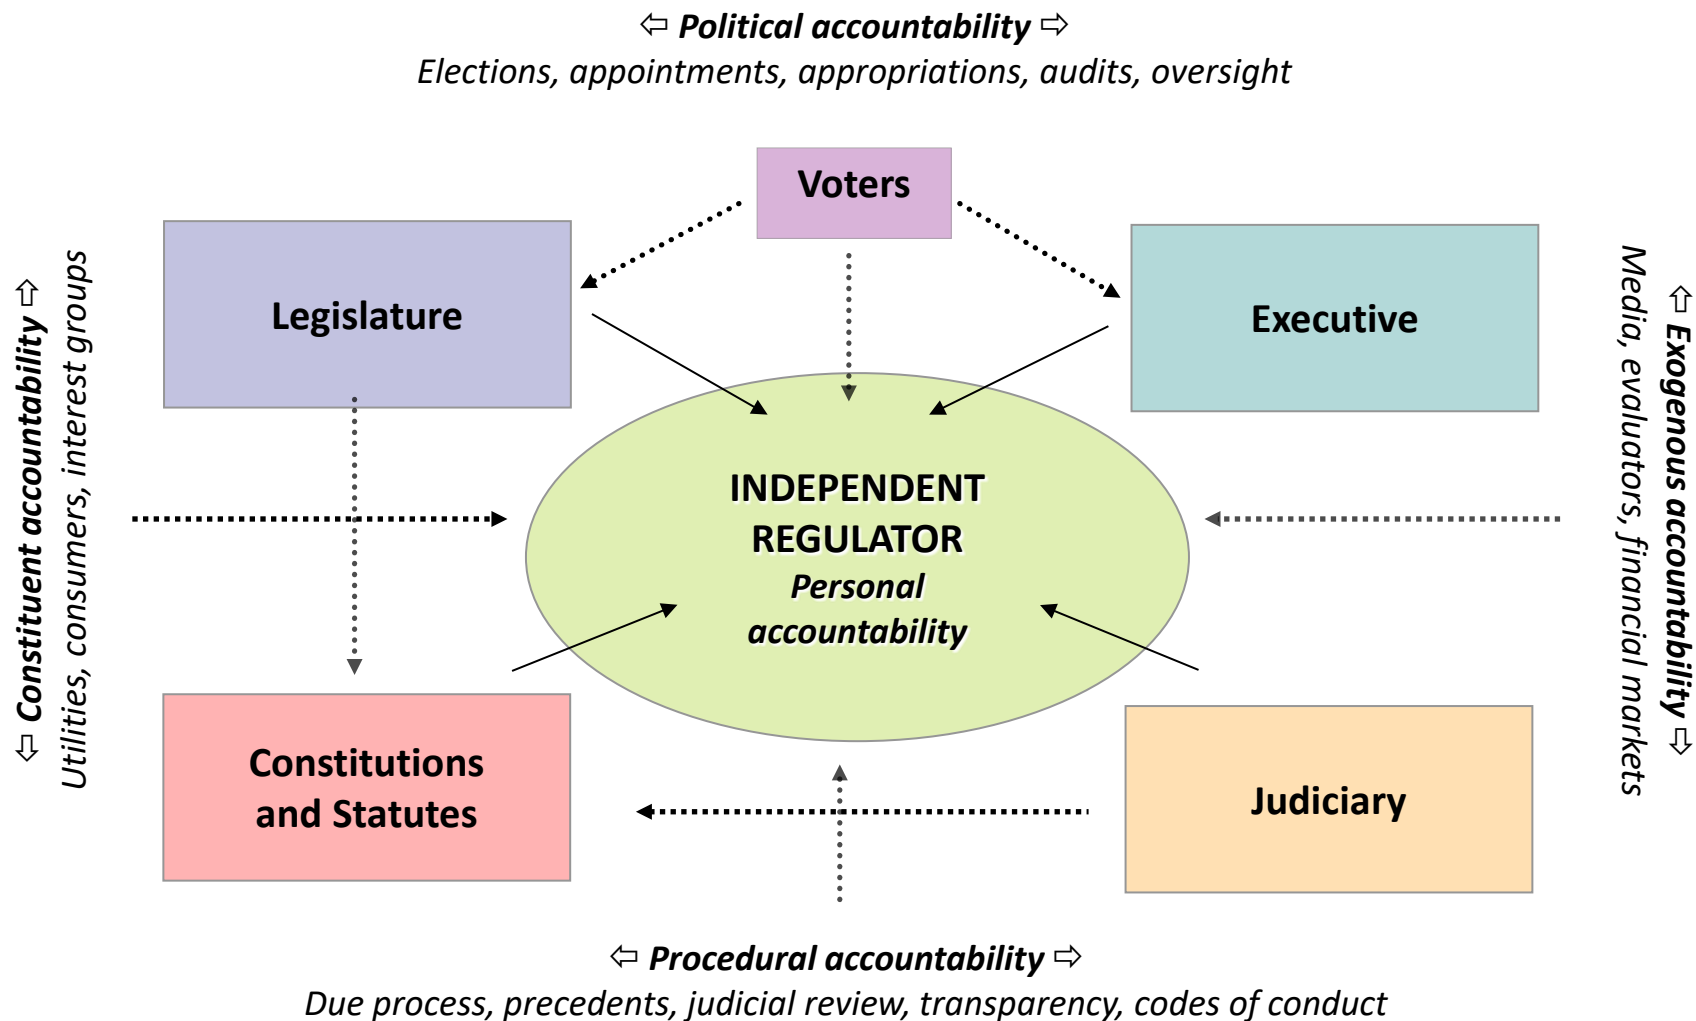 ⇦ Political accountability ⇨
Elections, appointments, appropriations, audits, oversight
Voters
Legislature
Executive
⇦ Constituent accountability ⇨
Utilities, consumers, interest groups
INDEPENDENT
REGULATOR
Personal
accountability
⇦ Exogenous accountability ⇨
Media, evaluators, financial markets
Constitutions
and Statutes
Judiciary
⇦ Procedural accountability ⇨
Due process, precedents, judicial review, transparency, codes of conduct